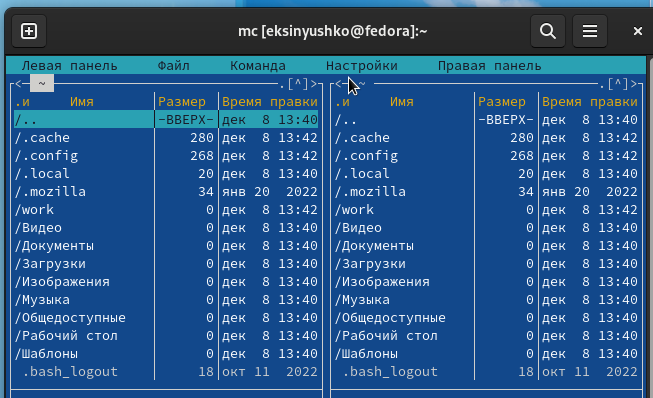 mc [eksinyushko@fedora]:~
Левая панель Файл Команда Настройки Правая панель
<— ~ .[^]> <— ~ .[^]>
.и Имя Размер Время правки .и Имя Размер Время правки
/.. -ВВЕРХ- дек 8 13:40 /.. -ВВЕРХ- дек 8 13:40
/.cache 280 дек 8 13:42 /.cache 280 дек 8 13:42
/.config 268 дек 8 13:42 /.config 268 дек 8 13:42
/.local 20 дек 8 13:40 /.local 20 дек 8 13:40
/.mozilla 34 янв 20 2022 /.mozilla 34 янв 20 2022
/work 0 дек 8 13:42 /work 0 дек 8 13:42
/Видео 0 дек 8 13:40 /Видео 0 дек 8 13:40
/Документы 0 дек 8 13:40 /Документы 0 дек 8 13:40
/Загрузки 0 дек 8 13:40 /Загрузки 0 дек 8 13:40
/Изображения 0 дек 8 13:40 /Изображения 0 дек 8 13:40
/Музыка 0 дек 8 13:40 /Музыка 0 дек 8 13:40
/Общедоступные 0 дек 8 13:40 /Общедоступные 0 дек 8 13:40
/Рабочий стол 0 дек 8 13:40 /Рабочий стол 0 дек 8 13:40
/Шаблоны 0 дек 8 13:40 /Шаблоны 0 дек 8 13:40
.bash_logout 18 окт 11 2022 .bash_logout 18 окт 11 2022